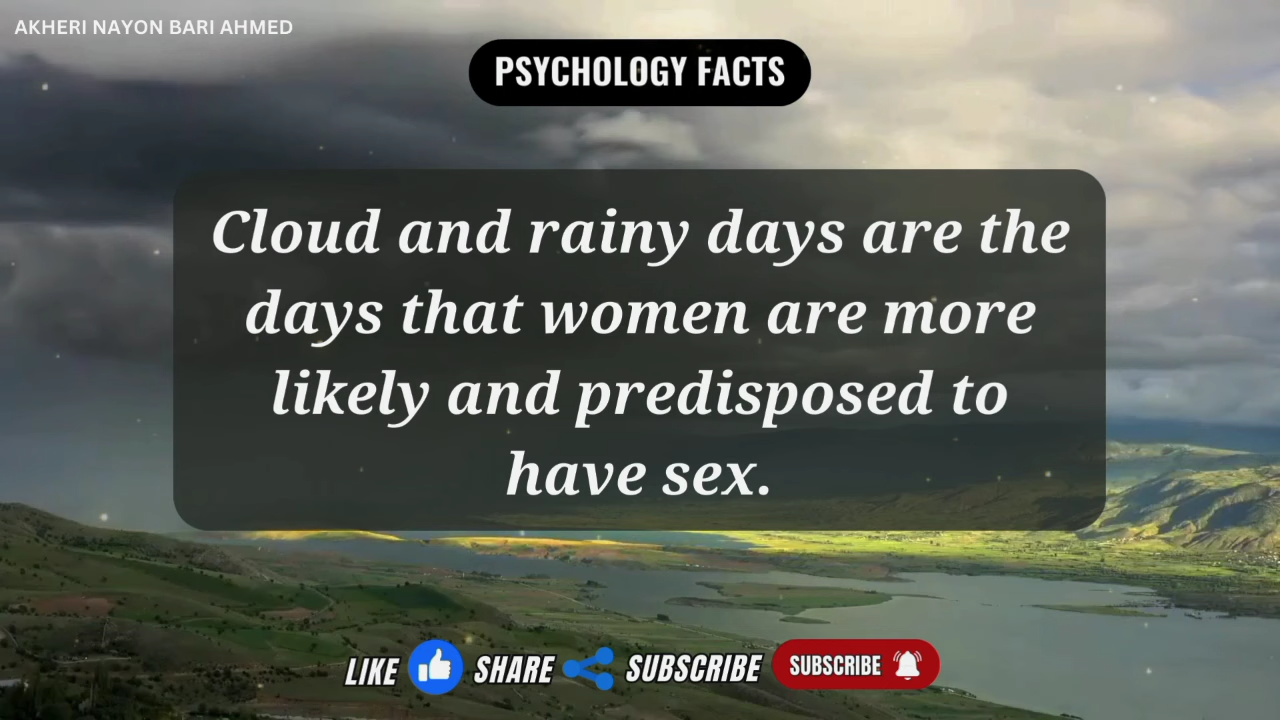 AKHERI NAYON BARI AHMED
PSYCHOLOGY FACTS
Cloud and rainy days are the
days that women are more
likely and predisposed to
have sex.
LIKE SHARE SUBSCRIBE SUBSCRIBE